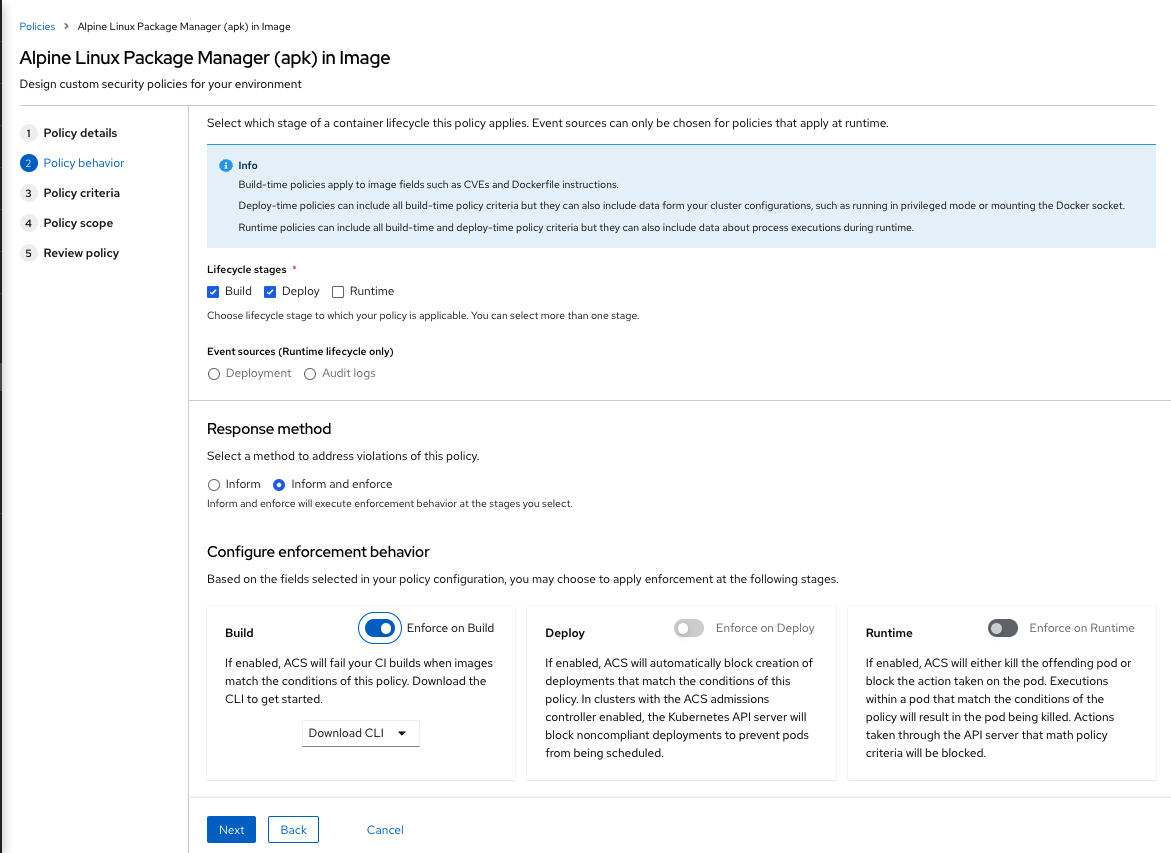 Policies > Alpine Linux Package Manager (apk) in Image
Alpine Linux Package Manager (apk) in Image
Design custom security policies for your environment
1 Policy details
2 Policy behavior
3 Policy criteria
4 Policy scope
5 Review policy
Select which stage of a container lifecycle this policy applies. Event sources can only be chosen for policies that apply at runtime.
Info
Build-time policies apply to image fields such as CVEs and Dockerfile instructions.
Deploy-time policies can include all build-time policy criteria but they can also include data form your cluster configurations, such as running in privileged mode or mounting the Docker socket.
Runtime policies can include all build-time and deploy-time policy criteria but they can also include data about process executions during runtime.
Lifecycle stages *
Build Deploy Runtime
Choose lifecycle stage to which your policy is applicable. You can select more than one stage.
Event sources (Runtime lifecycle only)
Deployment Audit logs
Response method
Select a method to address violations of this policy.
Inform Inform and enforce
Inform and enforce will execute enforcement behavior at the stages you select.
Configure enforcement behavior
Based on the fields selected in your policy configuration, you may choose to apply enforcement at the following stages.
Build Enforce on Build
If enabled, ACS will fail your CI builds when images
match the conditions of this policy. Download the
CLI to get started.
Download CLI
Deploy Enforce on Deploy
If enabled, ACS will automatically block creation of
deployments that match the conditions of this
policy. In clusters with the ACS admissions
controller enabled, the Kubernetes API server will
block noncompliant deployments to prevent pods
from being scheduled.
Runtime Enforce on Runtime
If enabled, ACS will either kill the offending pod or
block the action taken on the pod. Executions
within a pod that match the conditions of the
policy will result in the pod being killed. Actions
taken through the API server that math policy
criteria will be blocked.
Next Back Cancel